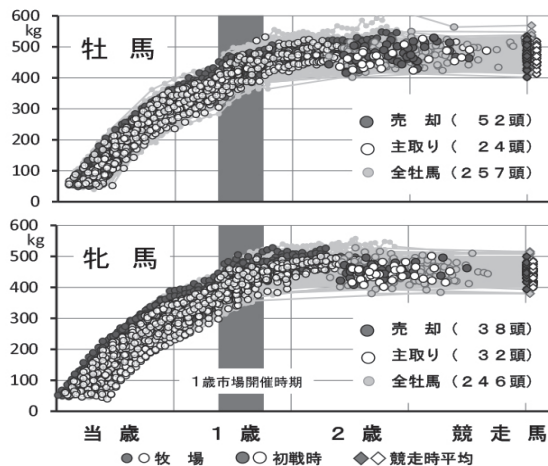 600
kg
500
400
300
200
100
0
牡 馬
売 却( 52頭)
主取り( 24頭)
全牡馬(257頭)
600
kg
500
400
300
200
100
0
牝 馬
売 却( 38頭)
主取り( 32頭)
全牝馬(246頭)
1歳市場開催時期
当 歳 1 歳 2 歳 競 走 馬
牧 場 初戦時 競走時平均